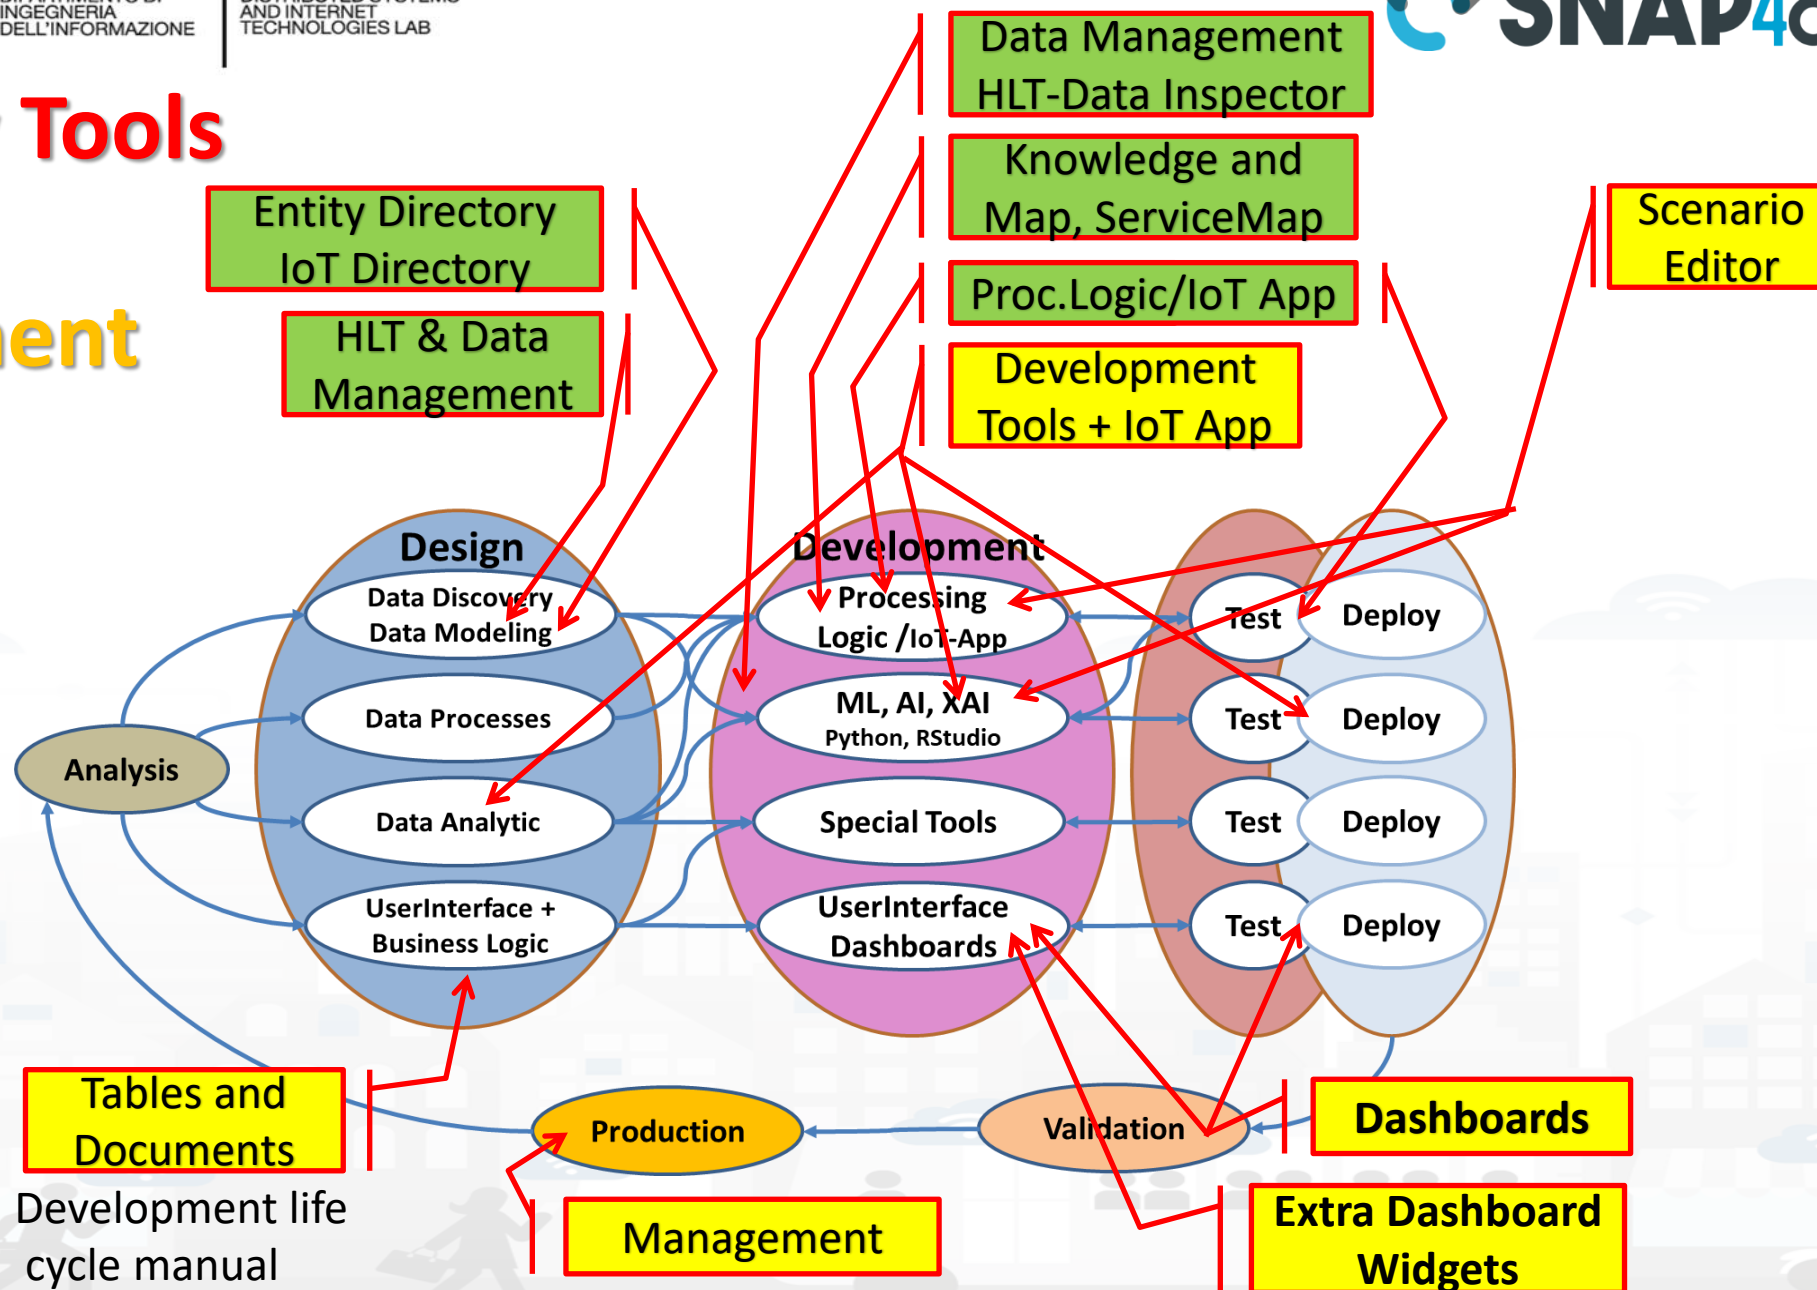 INGEGNERIA
DELL'INFORMAZIONE
AND INTERNET
TECHNOLOGIES LAB
SNAP4
Tools
Data Management
HLT-Data Inspector
Knowledge and
Map, ServiceMap
Entity Directory
IoT Directory
Scenario
Editor
Proc.Logic/IoT App
HLT & Data
Management
Development
Tools + IoT App
Design
Data Discovery
Data Modeling
Data Processes
Data Analytic
UserInterface +
Business Logic
Analysis
Development
Processing
Logic /IoT-App
ML, AI, XAI
Python, RStudio
Special Tools
UserInterface
Dashboards
Test
Deploy
Test
Deploy
Test
Deploy
Test
Deploy
Tables and
Documents
Development life
cycle manual
Production
Validation
Dashboards
Management
Extra Dashboard
Widgets